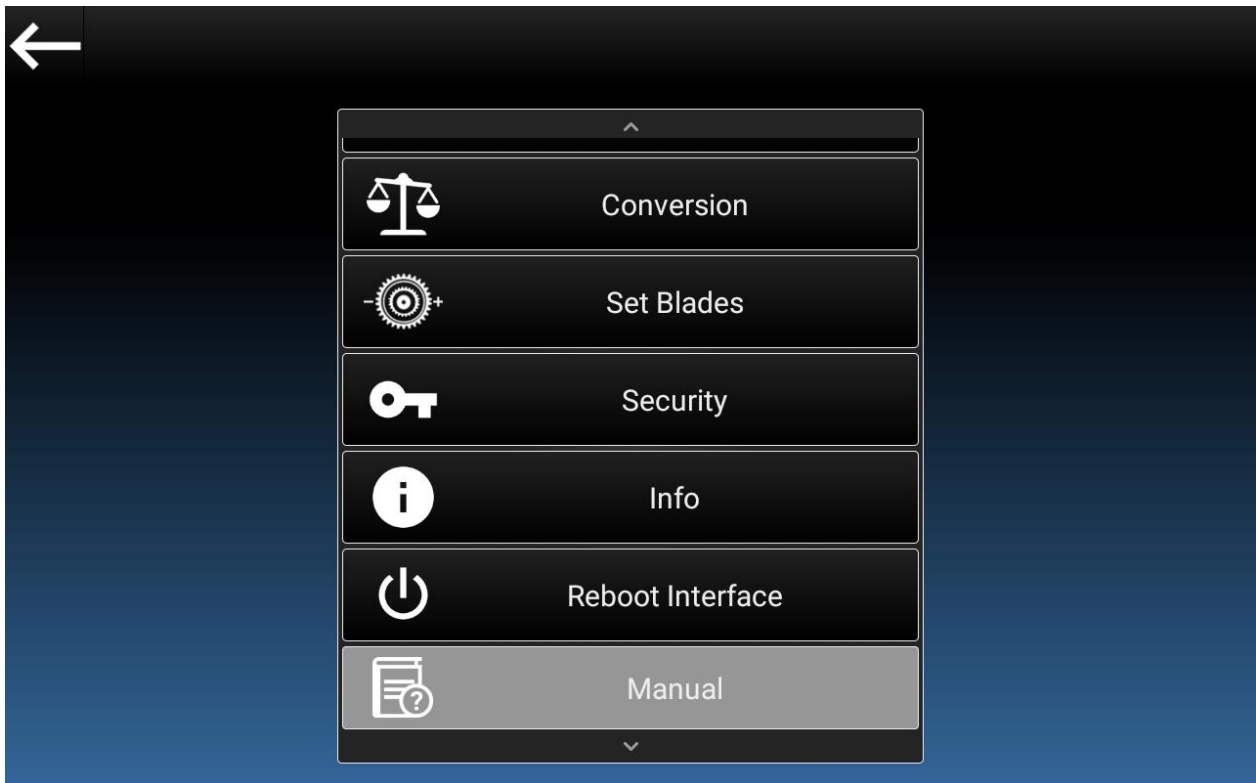 Conversion
Set Blades
Security
Info
Reboot Interface
Manual